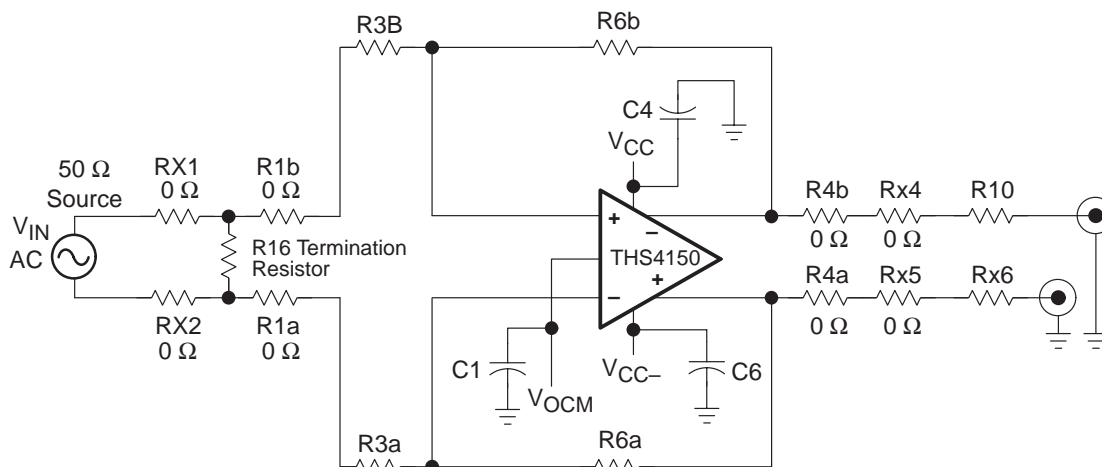 R3B
R6b
C4
VCC
50 Ω
Source
RX1
0 Ω
R1b
0 Ω
R4b
0 Ω
Rx4
0 Ω
R10
VIN
AC
R16 Termination
Resistor
+
−
THS4150
+
−
R4a
0 Ω
Rx5
0 Ω
Rx6
RX2
0 Ω
R1a
0 Ω
C1
VOCM
VCC−
C6
R3a
R6a